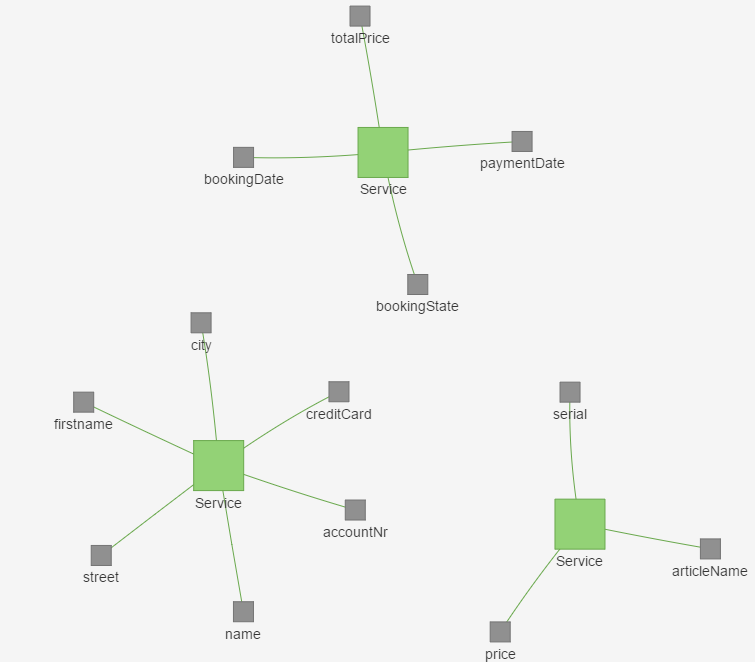 totalPrice
bookingDate
paymentDate
Service
bookingState
city
creditCard
firstname
Service
accountNr
street
name
serial
Service
articleName
price